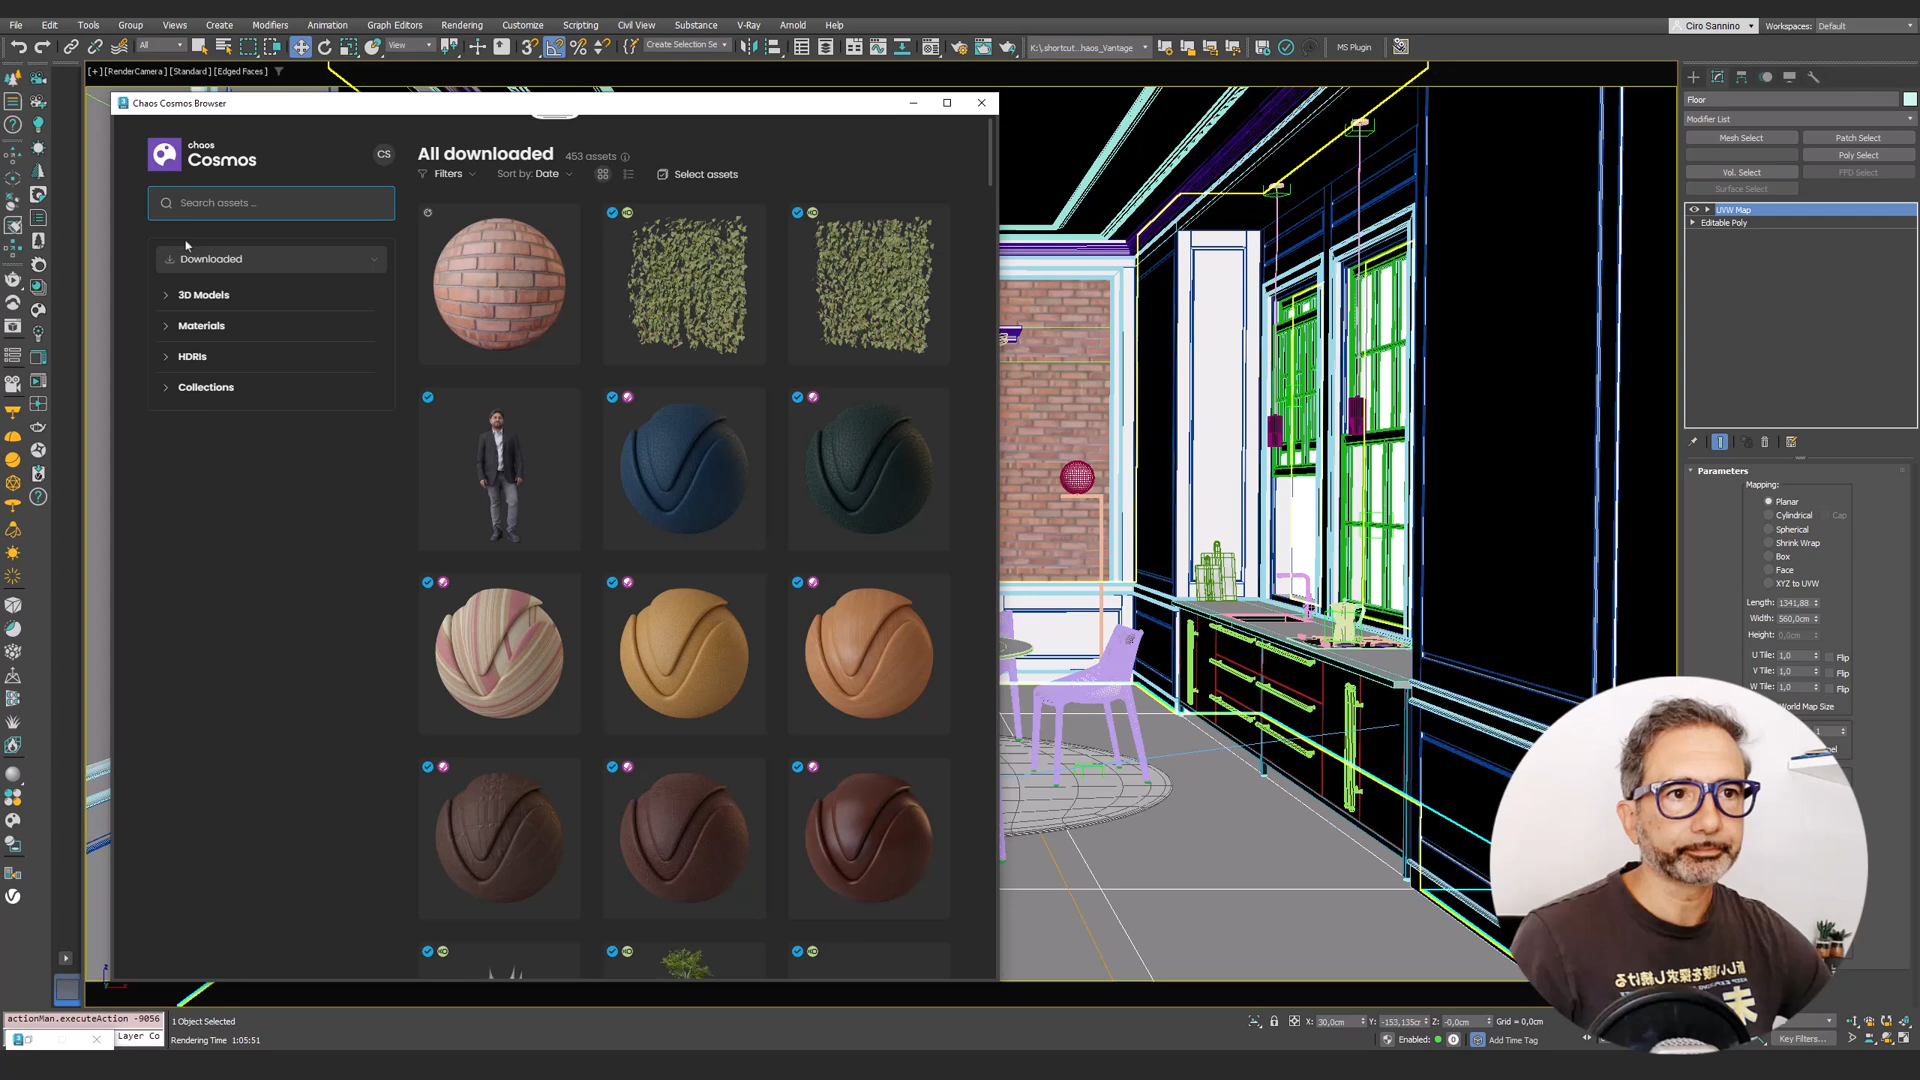 File Edit Tools Group Views Create Modifiers Animation Graph Editors Rendering Customize Scripting Civil View Substance V-Ray Arnold Help
Ciro Sannino
Workspaces: Default
All
View
Create Selection Se
K:\_shortcut...haos_Vantage
MS Plugin
[+] [RenderCamera ] [Standard ] [Edged Faces ]
Chaos Cosmos Browser
chaos
Cosmos
CS
Search assets ...
Downloaded
3D Models
Materials
HDRIs
Collections
All downloaded 453 assets
Filters
Sort by: Date
Select assets
Floor
Modifier List
Mesh Select
Patch Select
Poly Select
Vol. Select
FFD Select
Surface Select
UVW Map
Editable Poly
Parameters
Mapping:
Planar
Cylindrical
Cap
Spherical
Shrink Wrap
Box
Face
XYZ to UVW
Length: 1341,88
Width: 560,0cm
Height: 0,0cm
U Tile: 1,0 Flip
V Tile: 1,0 Flip
W Tile: 1,0 Flip
World Map Size
actionMan.executeAction -9056
Layer Co
1 Object Selected
Rendering Time 1:05:51
X: 30,0cm Y: -153,135cr Z: -0,0cm Grid = 0,0cm
Enabled: 0
Add Time Tag
Key Filters...